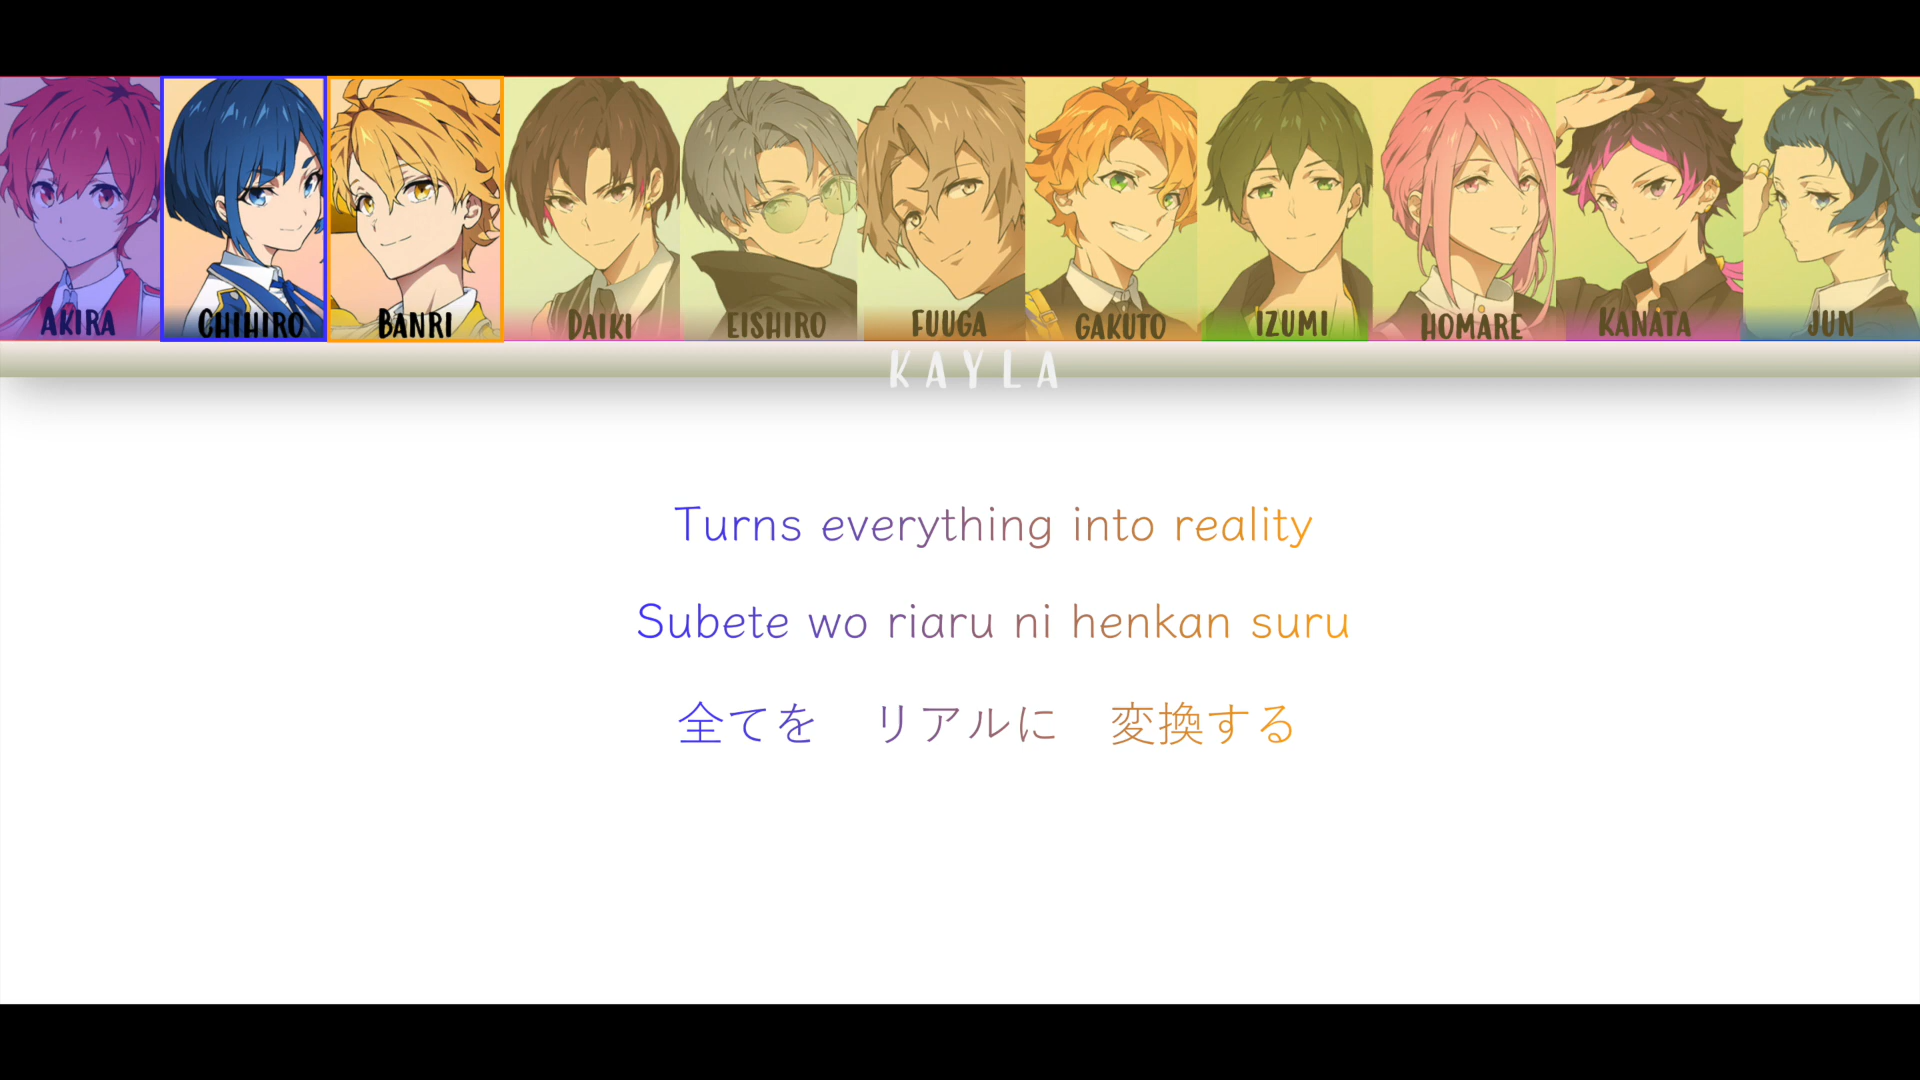 AKIRA CHIHIRO BANRI DAIKI EISHIRO FUUGA GAKUTO IZUMI HOMARE KANATA JUN
KAYLA
Turns everything into reality
Subete wo riaru ni henkan suru
全てを リアルに 変換する